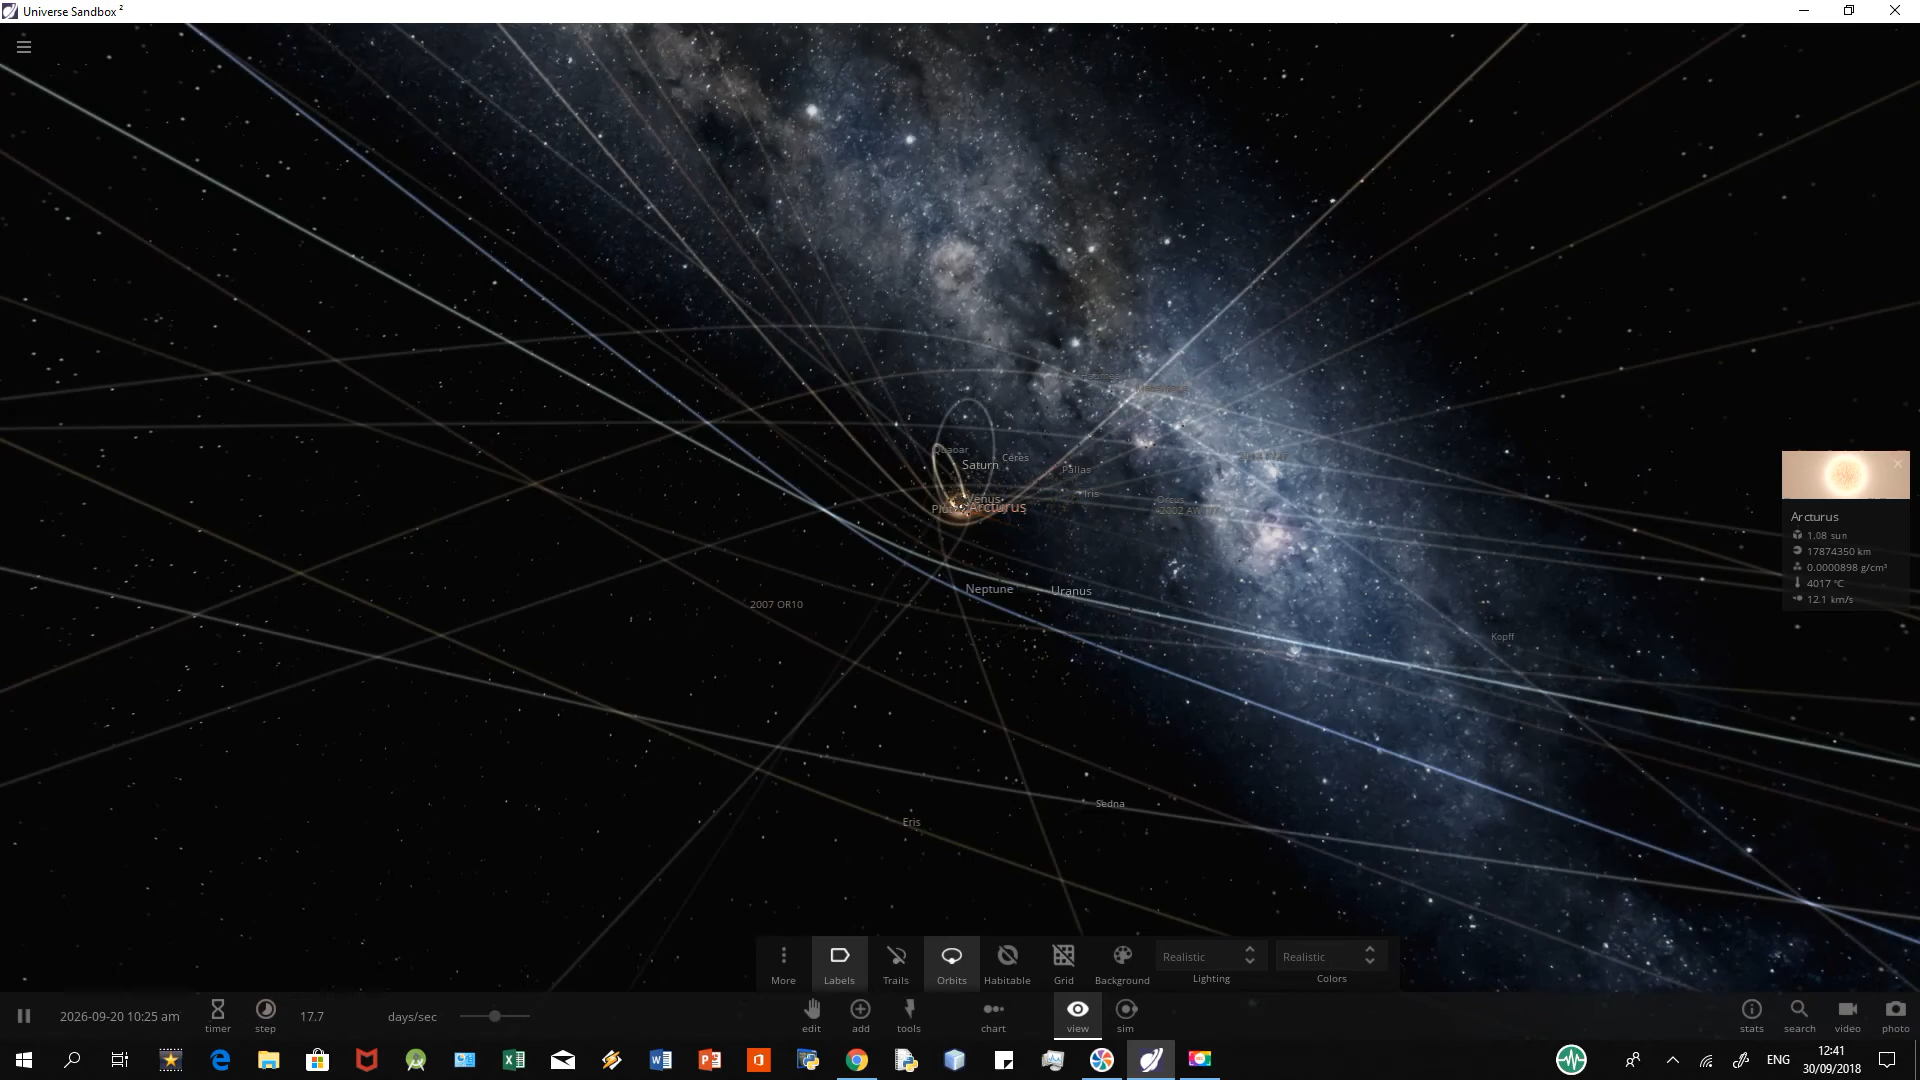 Universe Sandbox ²
Quaoar
Ceres
Saturn
Pallas
Iris
Venus
Orcus
Arcturus
2002 AW
Neptune
Uranus
2007 OR10
Kopff
Sedna
Eris
Arcturus
1.08 sun
17874350 km
0.0000898 g/cm³
4017 °C
12.1 km/s
More
Labels
Trails
Orbits
Habitable
Grid
Background
Realistic
Lighting
Realistic
Colors
2026-09-20 10:25 am
timer
step
17.7
days/sec
edit
add
tools
chart
view
sim
stats
search
video
photo
ENG
12:41
30/09/2018